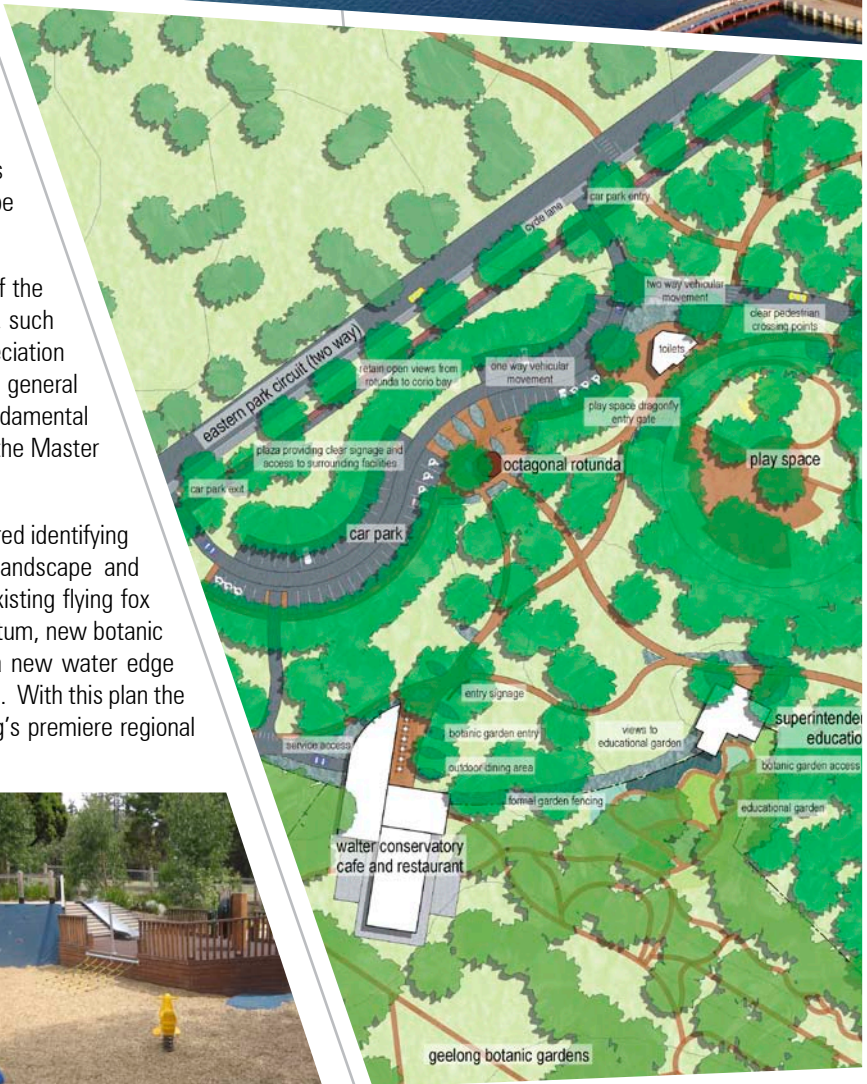 s
pe
f the
such
eciation
general
damental
the Master
red identifying
andscape and
xisting flying fox
tum, new botanic
new water edge
. With this plan the
g's premiere regional
car park entry
cycle lane
two way vehicular
movement
clear pedestrian
crossing points
toilets
eastern park circuit (two way)
retain open views from
rotunda to corio bay
one way vehicular
movement
play space dragonfly
entry gate
plaza providing clear signage and
access to surrounding facilities
octagonal rotunda
play space
car park exit
car park
entry signage
superintenden
educatio
service access
botanic garden entry
views to
educational garden
botanic garden access
outdoor dining area
formal garden fencing
educational garden
walter conservatory
cafe and restaurant
geelong botanic gardens